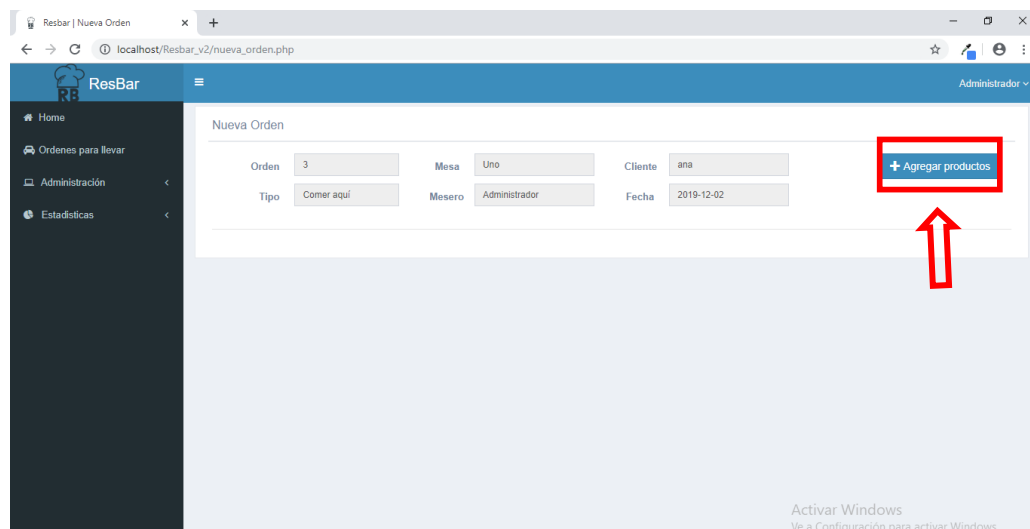 Resbar | Nueva Orden
localhost/Resbar_v2/nueva_orden.php
RB ResBar
Administrador
Home
Ordenes para llevar
Administración
Estadisticas
Nueva Orden
Orden 3 Mesa Uno Cliente ana + Agregar productos
Tipo Comer aquí Mesero Administrador Fecha 2019-12-02
Activar Windows
Ve a Configuración para activar Windows.